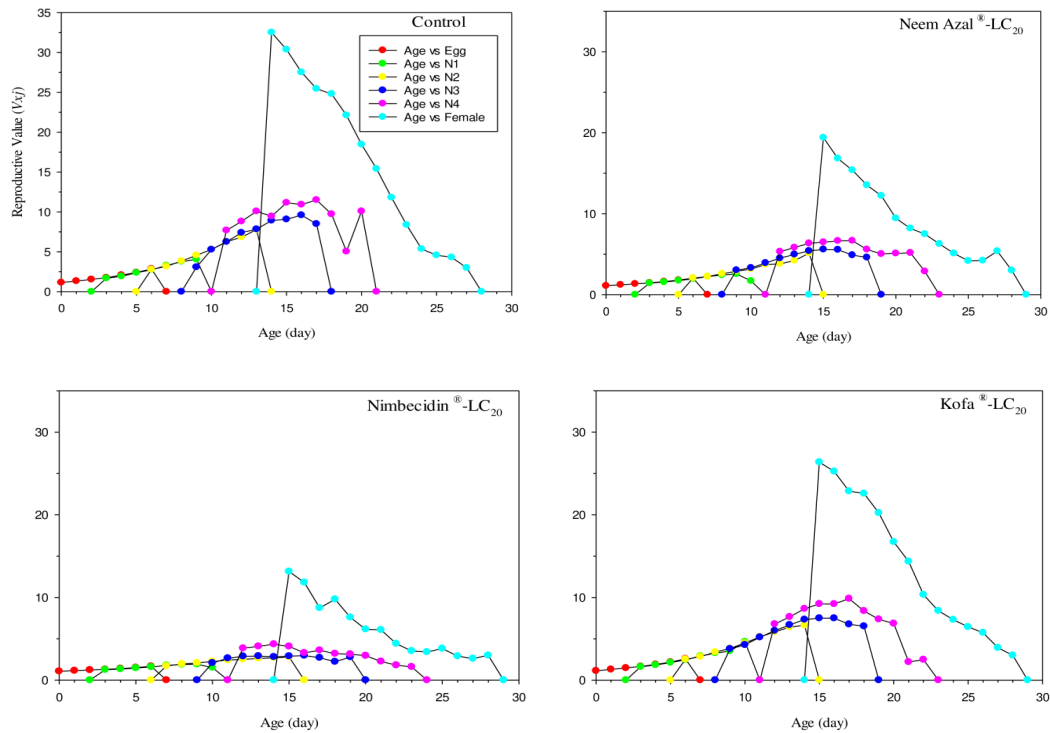 Control
Age vs Egg
Age vs N1
Age vs N2
Age vs N3
Age vs N4
Age vs Female
Reproductive Value (Vxj)
35
30
25
20
15
10
5
0
0 5 10 15 20 25 30
Age (day)
Neem Azal ®-LC20
30
20
10
0
0 5 10 15 20 25 30
Age (day)
Nimbecidin ®-LC20
30
20
10
0
0 5 10 15 20 25 30
Age (day)
Kofa ®-LC20
30
20
10
0
0 5 10 15 20 25 30
Age (day)